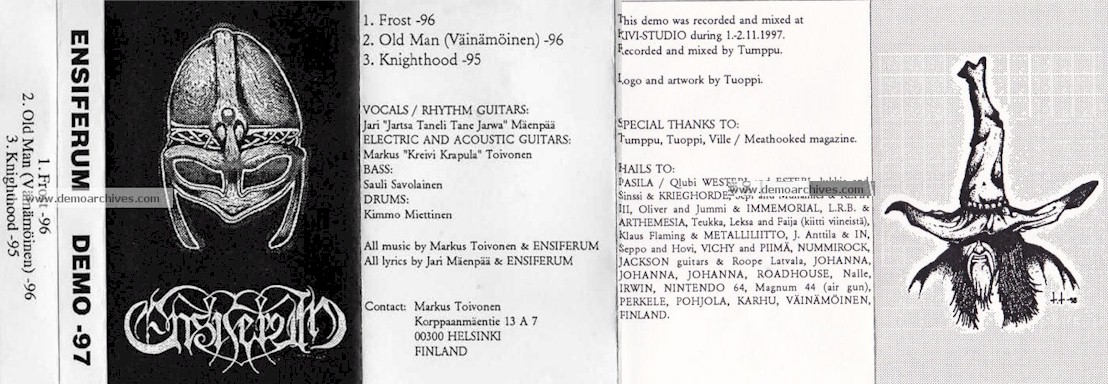 1. Frost -96
2. Old Man (Väinämöinen) -96
3. Knighthood -95
ENSIFERUM DEMO -97
www.demoarchives.com
ENSIFERUM
1. Frost -96
2. Old Man (Väinämöinen) -96
3. Knighthood -95
VOCALS / RHYTHM GUITARS:
Jari "Jartsa Taneli Tane Jarwa" Mäenpää
ELECTRIC AND ACOUSTIC GUITARS:
Markus "Kreivi Krapula" Toivonen
BASS:
Sauli Savolainen
DRUMS:
Kimmo Miettinen
All music by Markus Toivonen & ENSIFERUM
All lyrics by Jari Mäenpää & ENSIFERUM
Contact: Markus Toivonen
Korppaanmäentie 13 A 7
00300 HELSINKI
FINLAND
This demo was recorded and mixed at
KIVI-STUDIO during 1.-2.11.1997.
Recorded and mixed by Tumppu.
Logo and artwork by Tuoppi.
SPECIAL THANKS TO:
Tumppu, Tuoppi, Ville / Meathooked magazine.
HAILS TO:
PASILA / Qlubi
www.demoarchives.com
Sinssi & KRIEGHORDE, and
III, Oliver and Jummi & IMMEMORIAL, L.R.B. &
ARTHEMESIA, Teukka, Leksa and Faija (kiitti viineistä),
Klaus Flaming & METALLILIITTO, J. Anttila & IN,
Seppo and Hovi, VICHY and PIIMÄ, NUMMIROCK,
JACKSON guitars & Roope Latvala, JOHANNA,
JOHANNA, JOHANNA, ROADHOUSE, Nalle,
IRWIN, NINTENDO 64, Magnum 44 (air gun),
PERKELE, POHJOLA, KARHU, VÄINÄMÖINEN,
FINLAND.